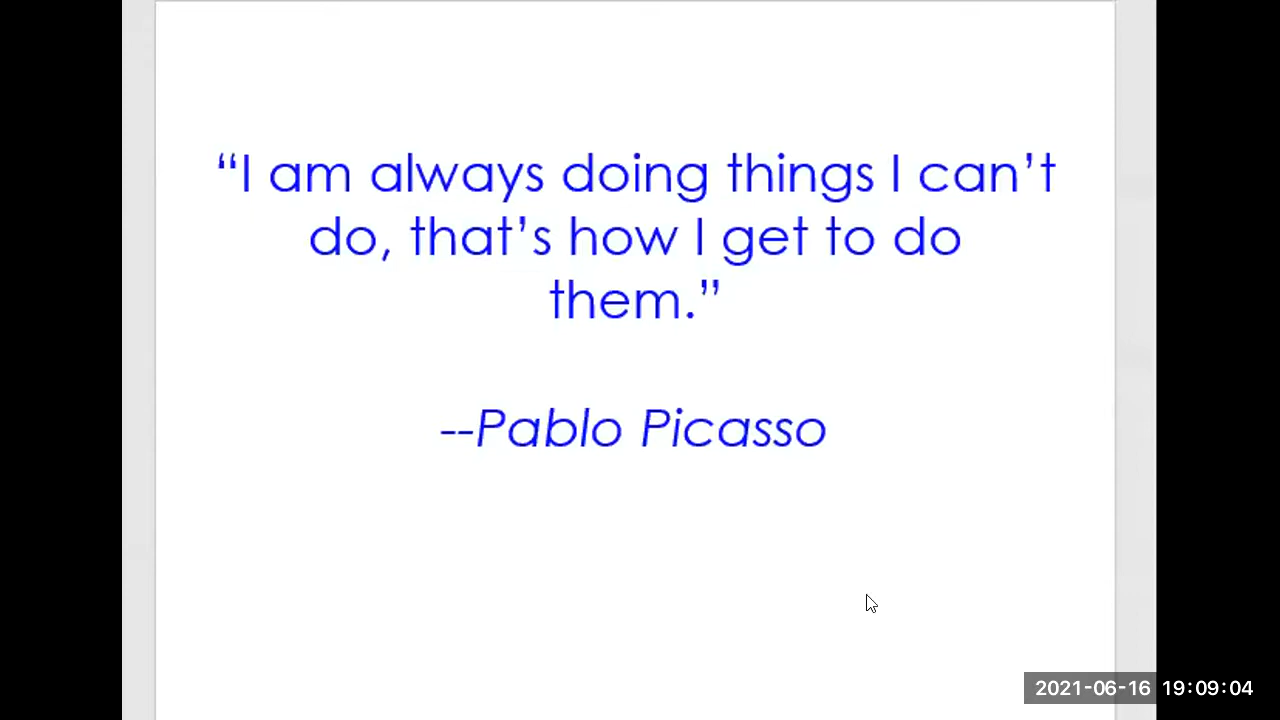 “I am always doing things I can’t
do, that’s how I get to do
them.”
--Pablo Picasso
2021-06-16 19:09:04